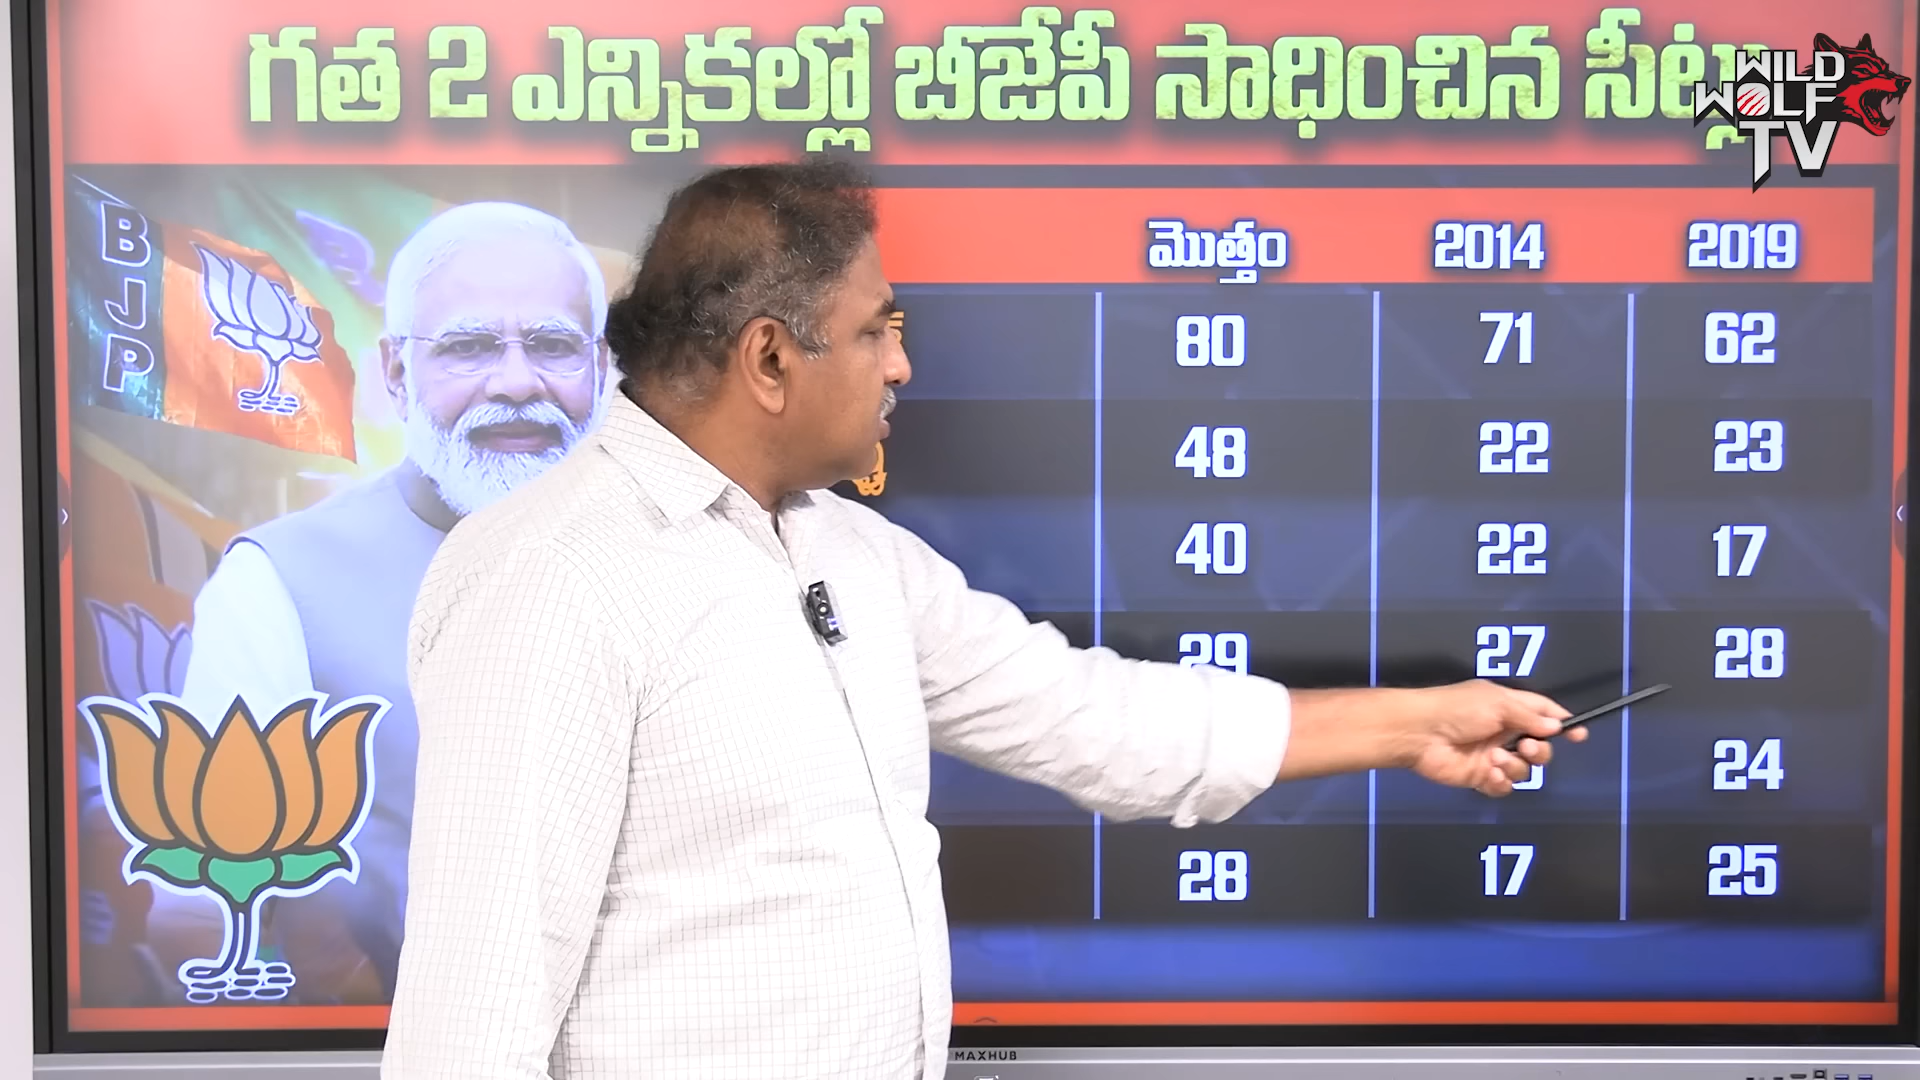 గత 2 ఎన్నికల్లో బీజేపీ సాధించిన సీట్లు
WILD
WOLF
TV
BJP
మొత్తం 2014 2019
80 71 62
48 22 23
40 22 17
29 27 28
24
28 17 25
MAXHUB